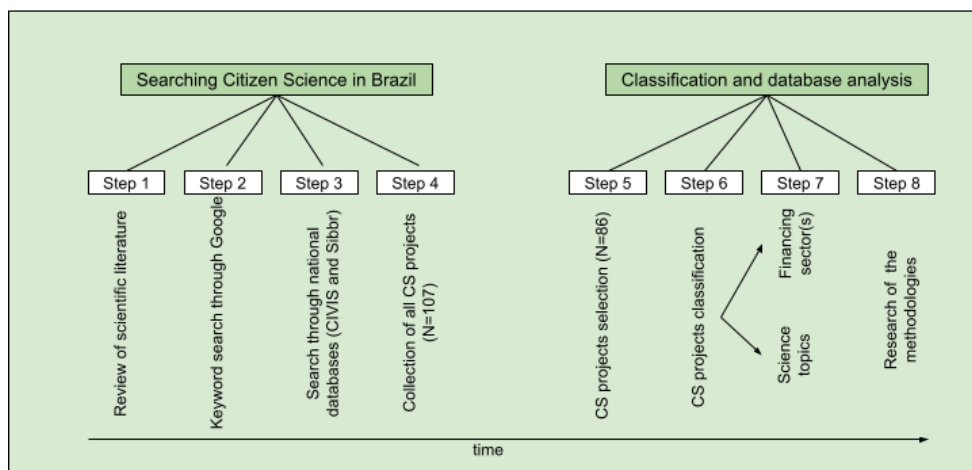 Searching Citizen Science in Brazil
Classification and database analysis
Step 1
Step 2
Step 3
Step 4
Step 5
Step 6
Step 7
Step 8
Review of scientific literature
Keyword search through Google
Search through national
databases (CIVIS and Sibbr)
Collection of all CS projects
(N=107)
CS projects selection (N=86)
CS projects classification
Financing
sector(s)
Science
topics
Research of the
methodologies
time